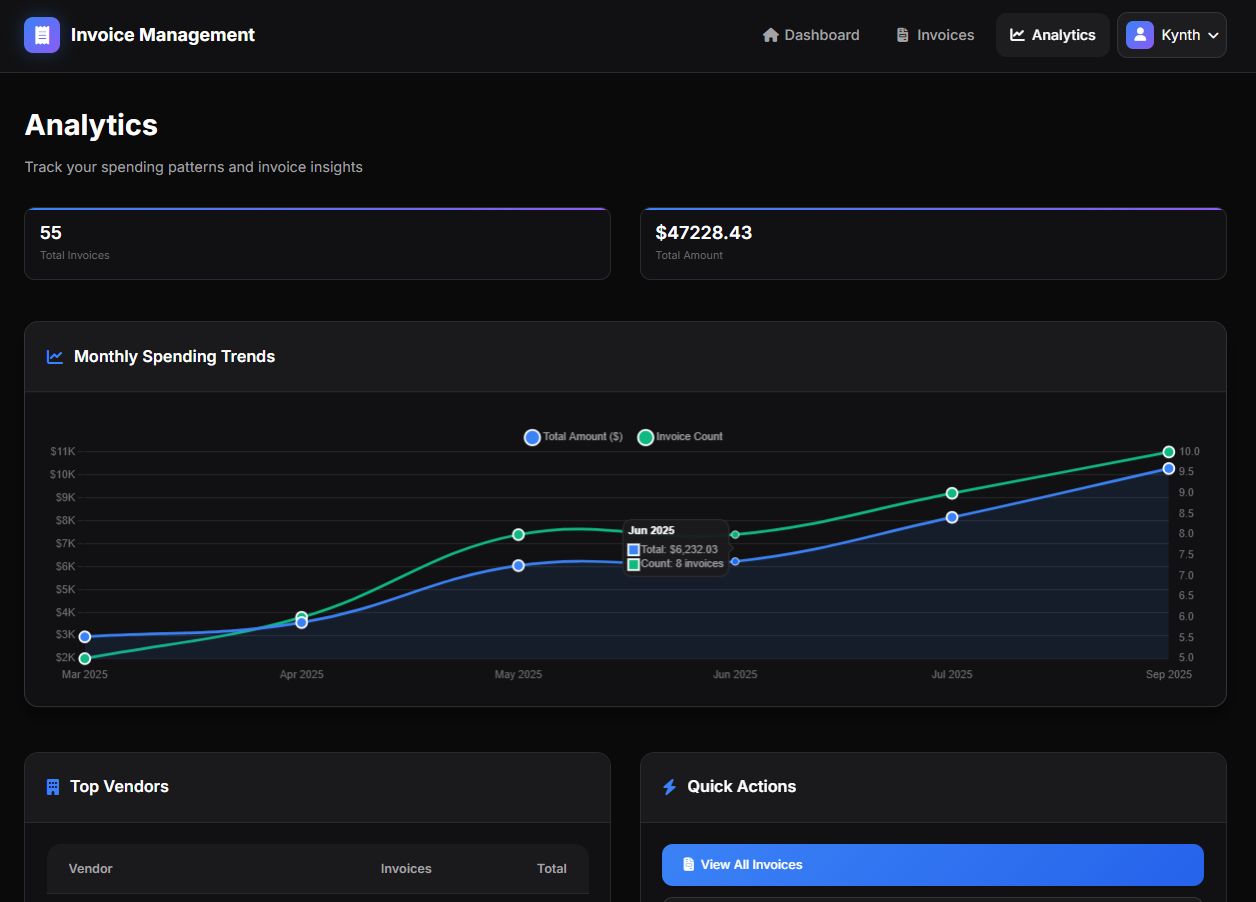 Invoice Management
Dashboard
Invoices
Analytics
Kynth
Analytics
Track your spending patterns and invoice insights
55
Total Invoices
$47228.43
Total Amount
Monthly Spending Trends
Total Amount ($)
Invoice Count
$11K
$10K
$9K
$8K
$7K
$6K
$5K
$4K
$3K
$2K
10.0
9.5
9.0
8.5
8.0
7.5
7.0
6.5
6.0
5.5
5.0
Jun 2025
Total: $6,232.03
Count: 8 invoices
Mar 2025
Apr 2025
May 2025
Jun 2025
Jul 2025
Sep 2025
Top Vendors
Vendor
Invoices
Total
Quick Actions
View All Invoices